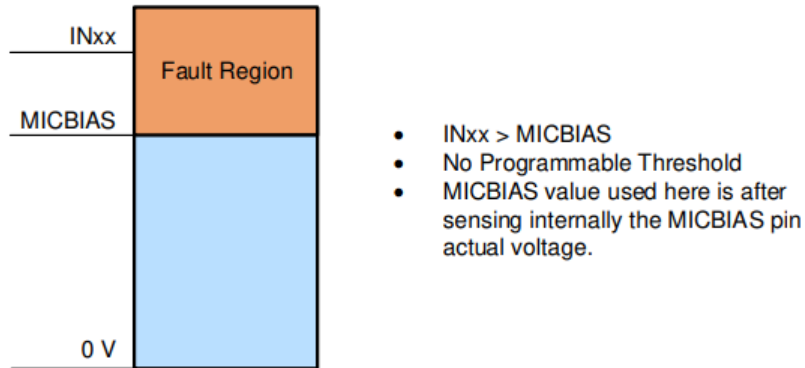 INxx
Fault Region
MICBIAS
0 V
• INxx > MICBIAS
• No Programmable Threshold
• MICBIAS value used here is after
sensing internally the MICBIAS pin
actual voltage.